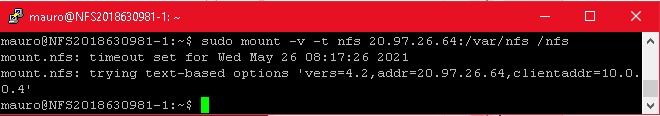 mauro@NFS2018630981-1: ~
mauro@NFS2018630981-1:~$ sudo mount -v -t nfs 20.97.26.64:/var/nfs /nfs
mount.nfs: timeout set for Wed May 26 08:17:26 2021
mount.nfs: trying text-based options 'vers=4.2,addr=20.97.26.64,clientaddr=10.0.
0.4'
mauro@NFS2018630981-1:~$